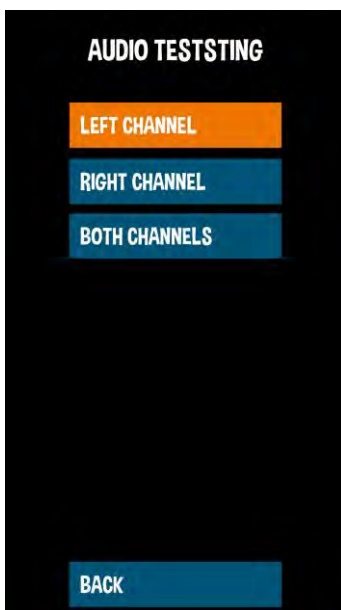 AUDIO TESTSTING
LEFT CHANNEL
RIGHT CHANNEL
BOTH CHANNELS
BACK